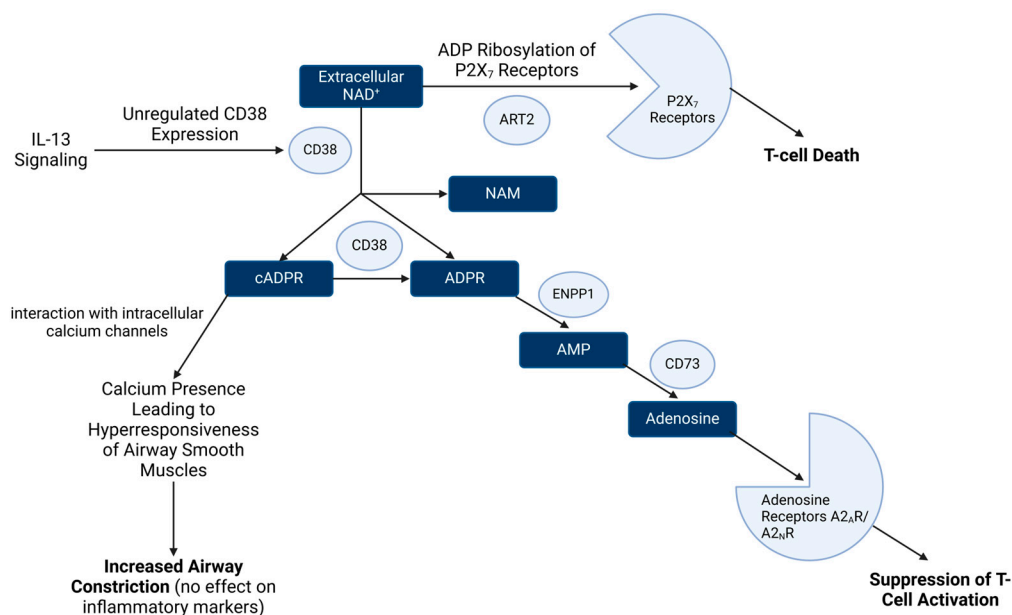 ADP Ribosylation of
P2X₇ Receptors
Extracellular
NAD⁺
ART2
P2X₇
Receptors
Unregulated CD38
Expression
IL-13
Signaling
CD38
T-cell Death
NAM
CD38
cADPR
ADPR
ENPP1
interaction with intracellular
calcium channels
AMP
CD73
Calcium Presence
Leading to
Hyperresponsiveness
of Airway Smooth
Muscles
Adenosine
Adenosine
Receptors A2ₐR/
A2ɴR
Increased Airway
Constriction (no effect on
inflammatory markers)
Suppression of T-
Cell Activation